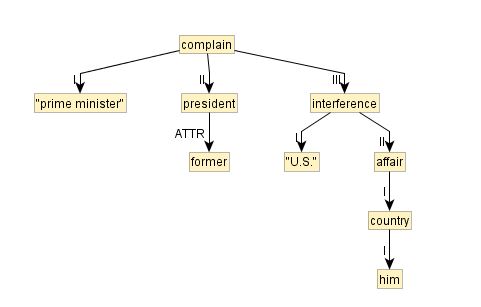 complain
I II III
"prime minister" president interference
ATTR I II
former "U.S." affair
I
country
I
him